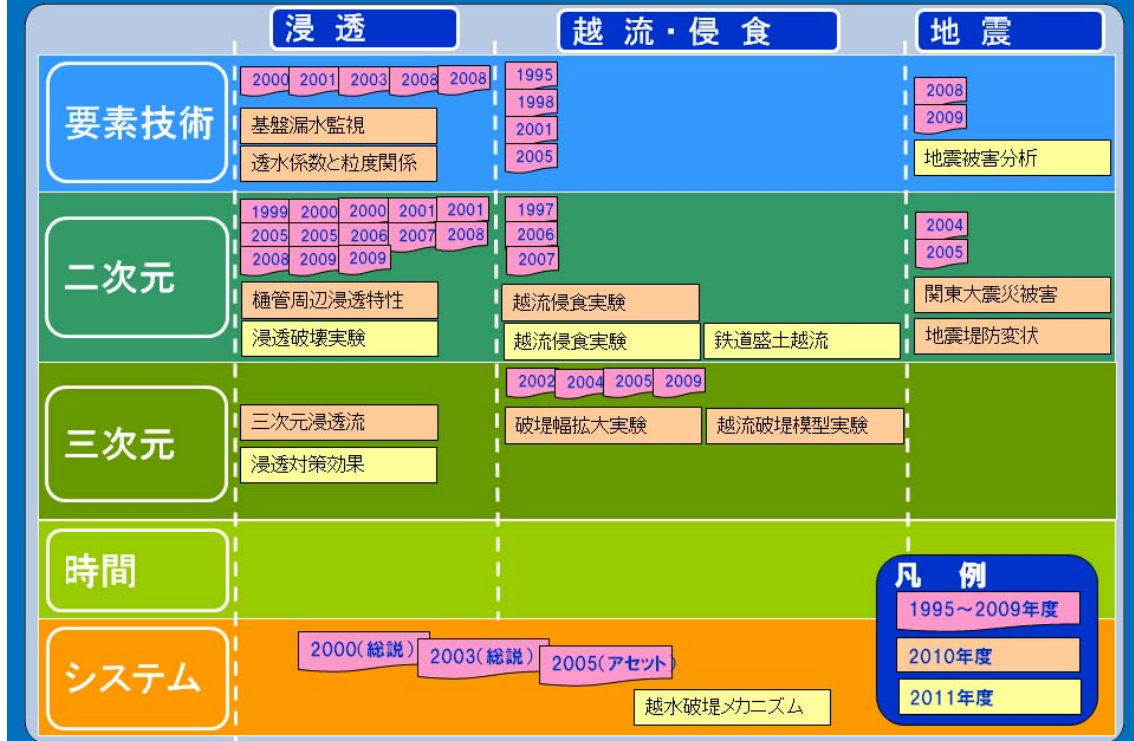 浸 透
越 流・侵 食
地 震
要素技術
2000 2001 2003 2008 2008
基盤漏水監視
透水係数と粒度関係
1995
1998
2001
2005
2008
2009
地震被害分析
二次元
1999 2000 2000 2001 2001
2005 2005 2006 2007 2008
2008 2009 2009
樋管周辺浸透特性
浸透破壊実験
1997
2006
2007
越流侵食実験
越流侵食実験
鉄道盛土越流
2004
2005
関東大震災被害
地震堤防変状
三次元
三次元浸透流
浸透対策効果
2002 2004 2005 2009
破堤幅拡大実験
越流破堤模型実験
時間
システム
2000(総説)
2003(総説)
2005(アセット)
越水破堤メカニズム
凡 例
1995～2009年度
2010年度
2011年度